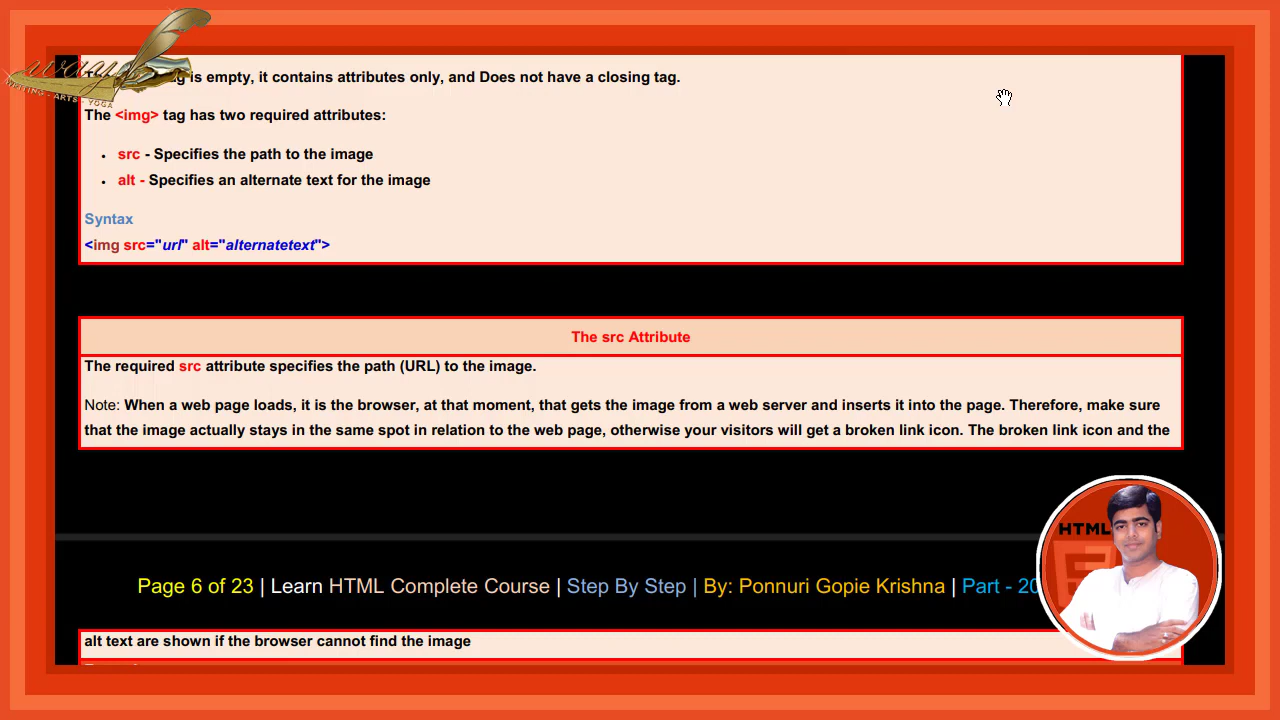 is empty, it contains attributes only, and Does not have a closing tag.
The <img> tag has two required attributes:
• src - Specifies the path to the image
• alt - Specifies an alternate text for the image
Syntax
<img src="url" alt="alternatetext">
The src Attribute
The required src attribute specifies the path (URL) to the image.
Note: When a web page loads, it is the browser, at that moment, that gets the image from a web server and inserts it into the page. Therefore, make sure
that the image actually stays in the same spot in relation to the web page, otherwise your visitors will get a broken link icon. The broken link icon and the
HTML
Page 6 of 23 | Learn HTML Complete Course | Step By Step | By: Ponnuri Gopie Krishna | Part - 20
alt text are shown if the browser cannot find the image